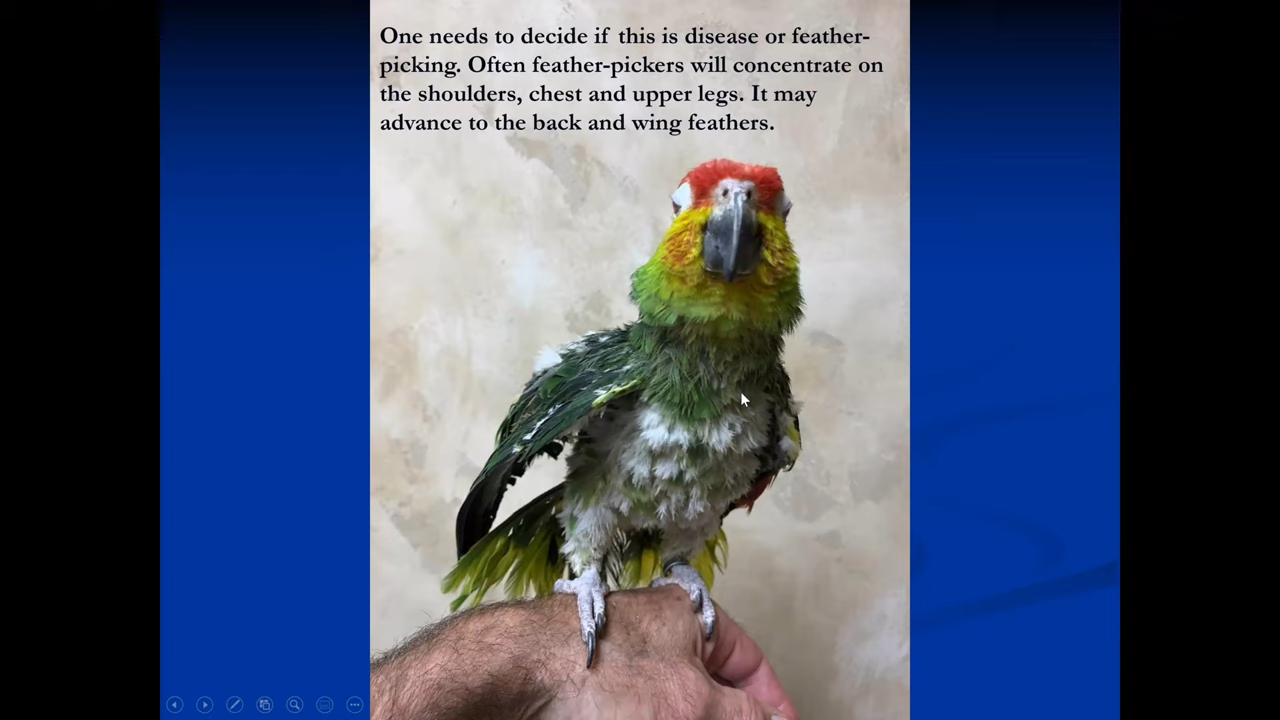 One needs to decide if this is disease or feather-
picking. Often feather-pickers will concentrate on
the shoulders, chest and upper legs. It may
advance to the back and wing feathers.